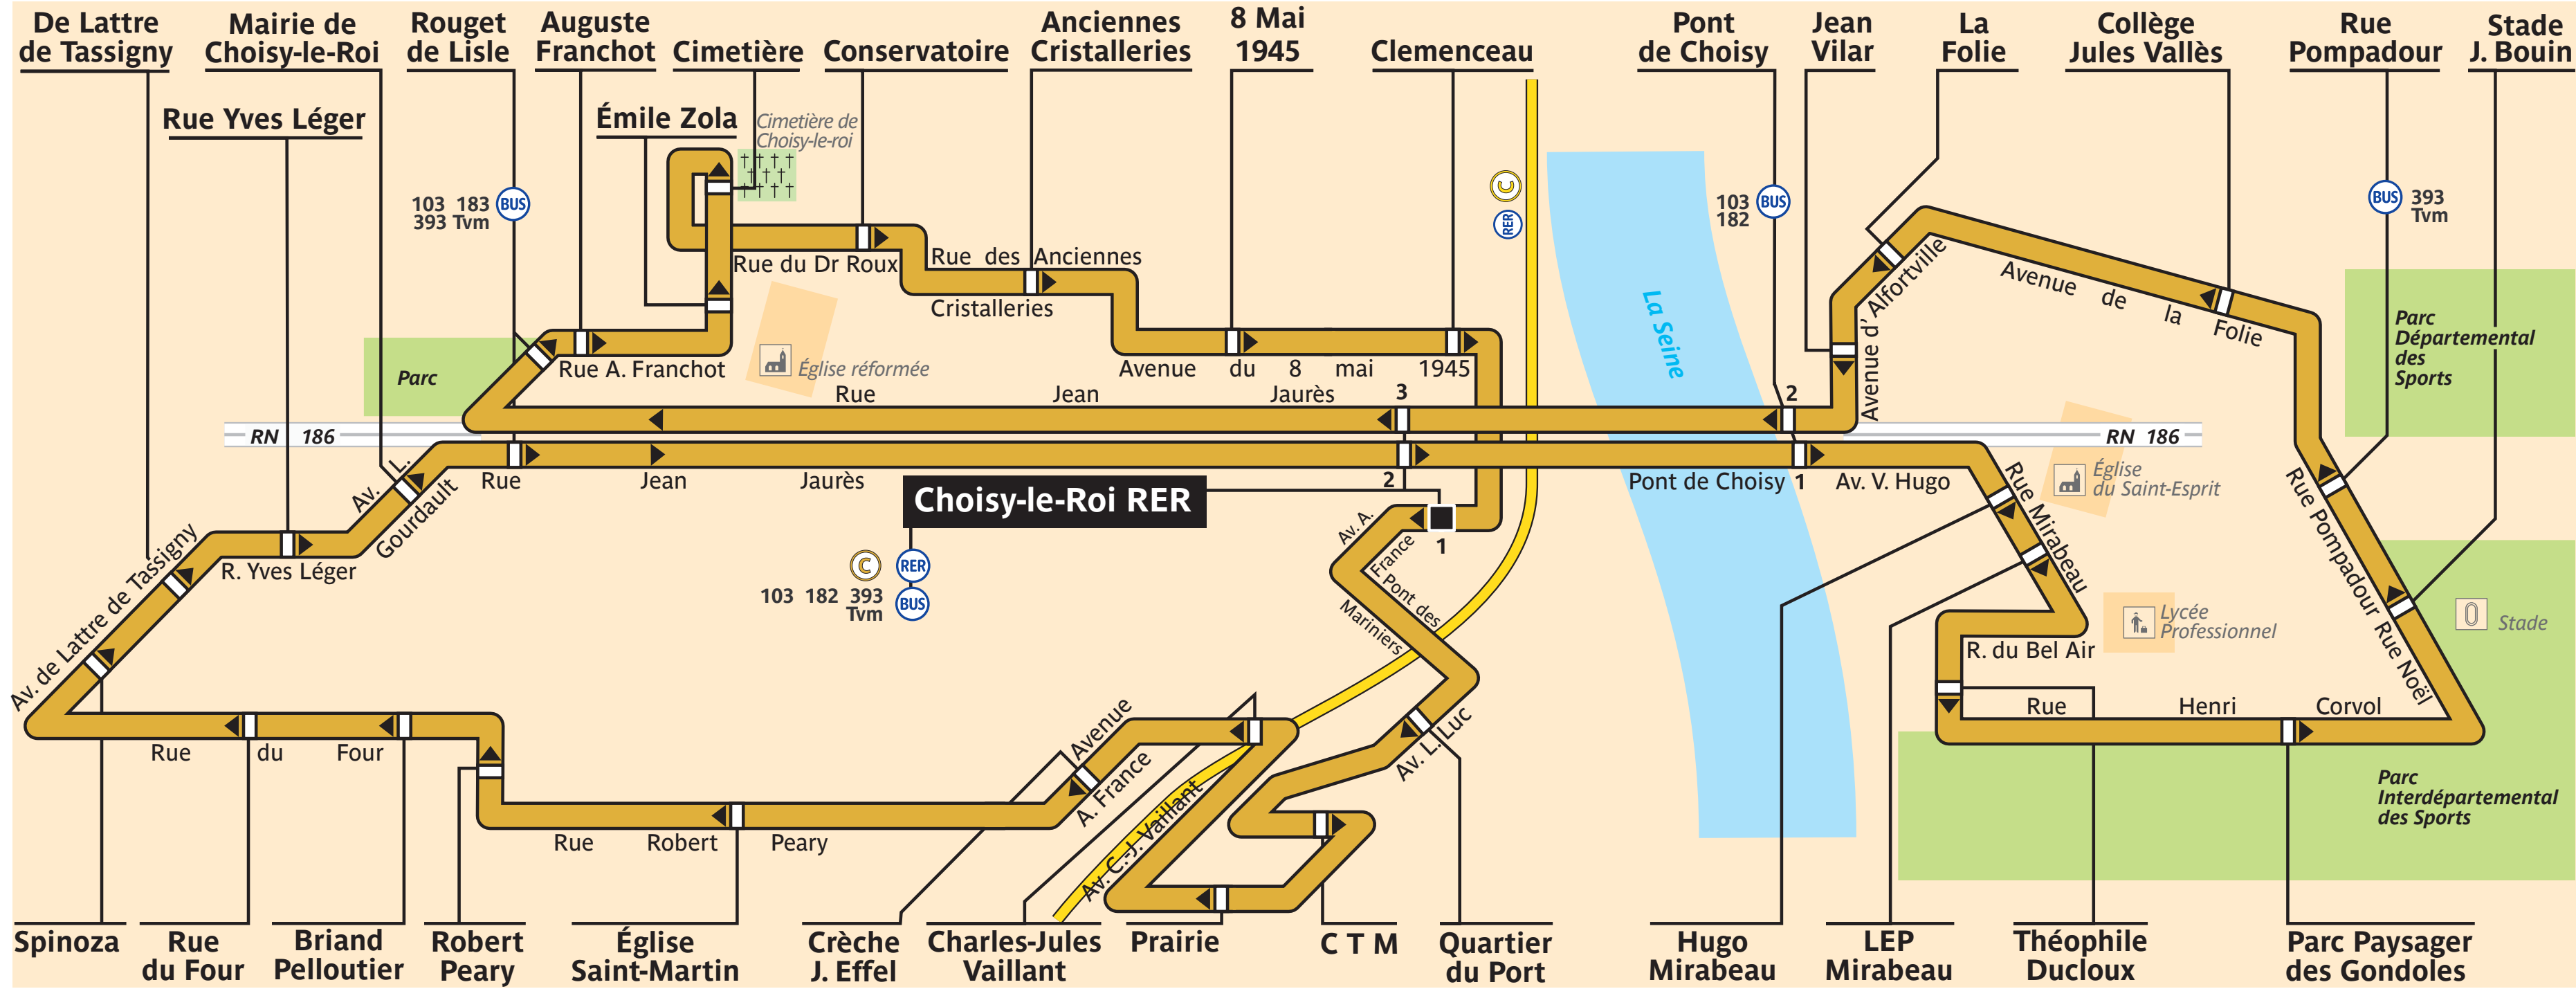 De Lattre
de Tassigny
Mairie de
Choisy-le-Roi
Rouget
de Lisle
Auguste
Franchot
Cimetière
Conservatoire
Anciennes
Cristalleries
8 Mai
1945
Clemenceau
Pont
de Choisy
Jean
Vilar
La
Folie
Collège
Jules Vallès
Rue
Pompadour
Stade
J. Bouin
Rue Yves Léger
Émile Zola
Cimetière de
Choisy-le-roi
103 183
393 Tvm
BUS
C
RER
103
182
BUS
BUS
393
Tvm
Rue du Dr Roux
Rue des Anciennes
Cristalleries
La Seine
Avenue d'Alfortville
Avenue de la Folie
Parc
Départemental
des
Sports
Parc
Rue A. Franchot
Église réformée
Avenue du 8 mai 1945
Rue Jean Jaurès
3
2
RN 186
RN 186
Av. L.
Gourdault
Rue Jean Jaurès
2
Pont de Choisy
1
Av. V. Hugo
Rue Mirabeau
Église
du Saint-Esprit
Rue Pompadour
Rue Noël
Choisy-le-Roi RER
1
C
RER
103 182 393
Tvm
BUS
Av. A.
France
Pont des
Mariniers
R. Yves Léger
Av. de Lattre de Tassigny
Lycée
Professionnel
Stade
R. du Bel Air
Rue Henri Corvol
Av. L. Luc
Avenue
A. France
Av. C.-J. Vaillant
Rue du Four
Rue Robert Peary
Parc
Interdépartemental
des Sports
Spinoza
Rue
du Four
Briand
Pelloutier
Robert
Peary
Église
Saint-Martin
Crèche
J. Effel
Charles-Jules
Vaillant
Prairie
C T M
Quartier
du Port
Hugo
Mirabeau
LEP
Mirabeau
Théophile
Ducloux
Parc Paysager
des Gondoles